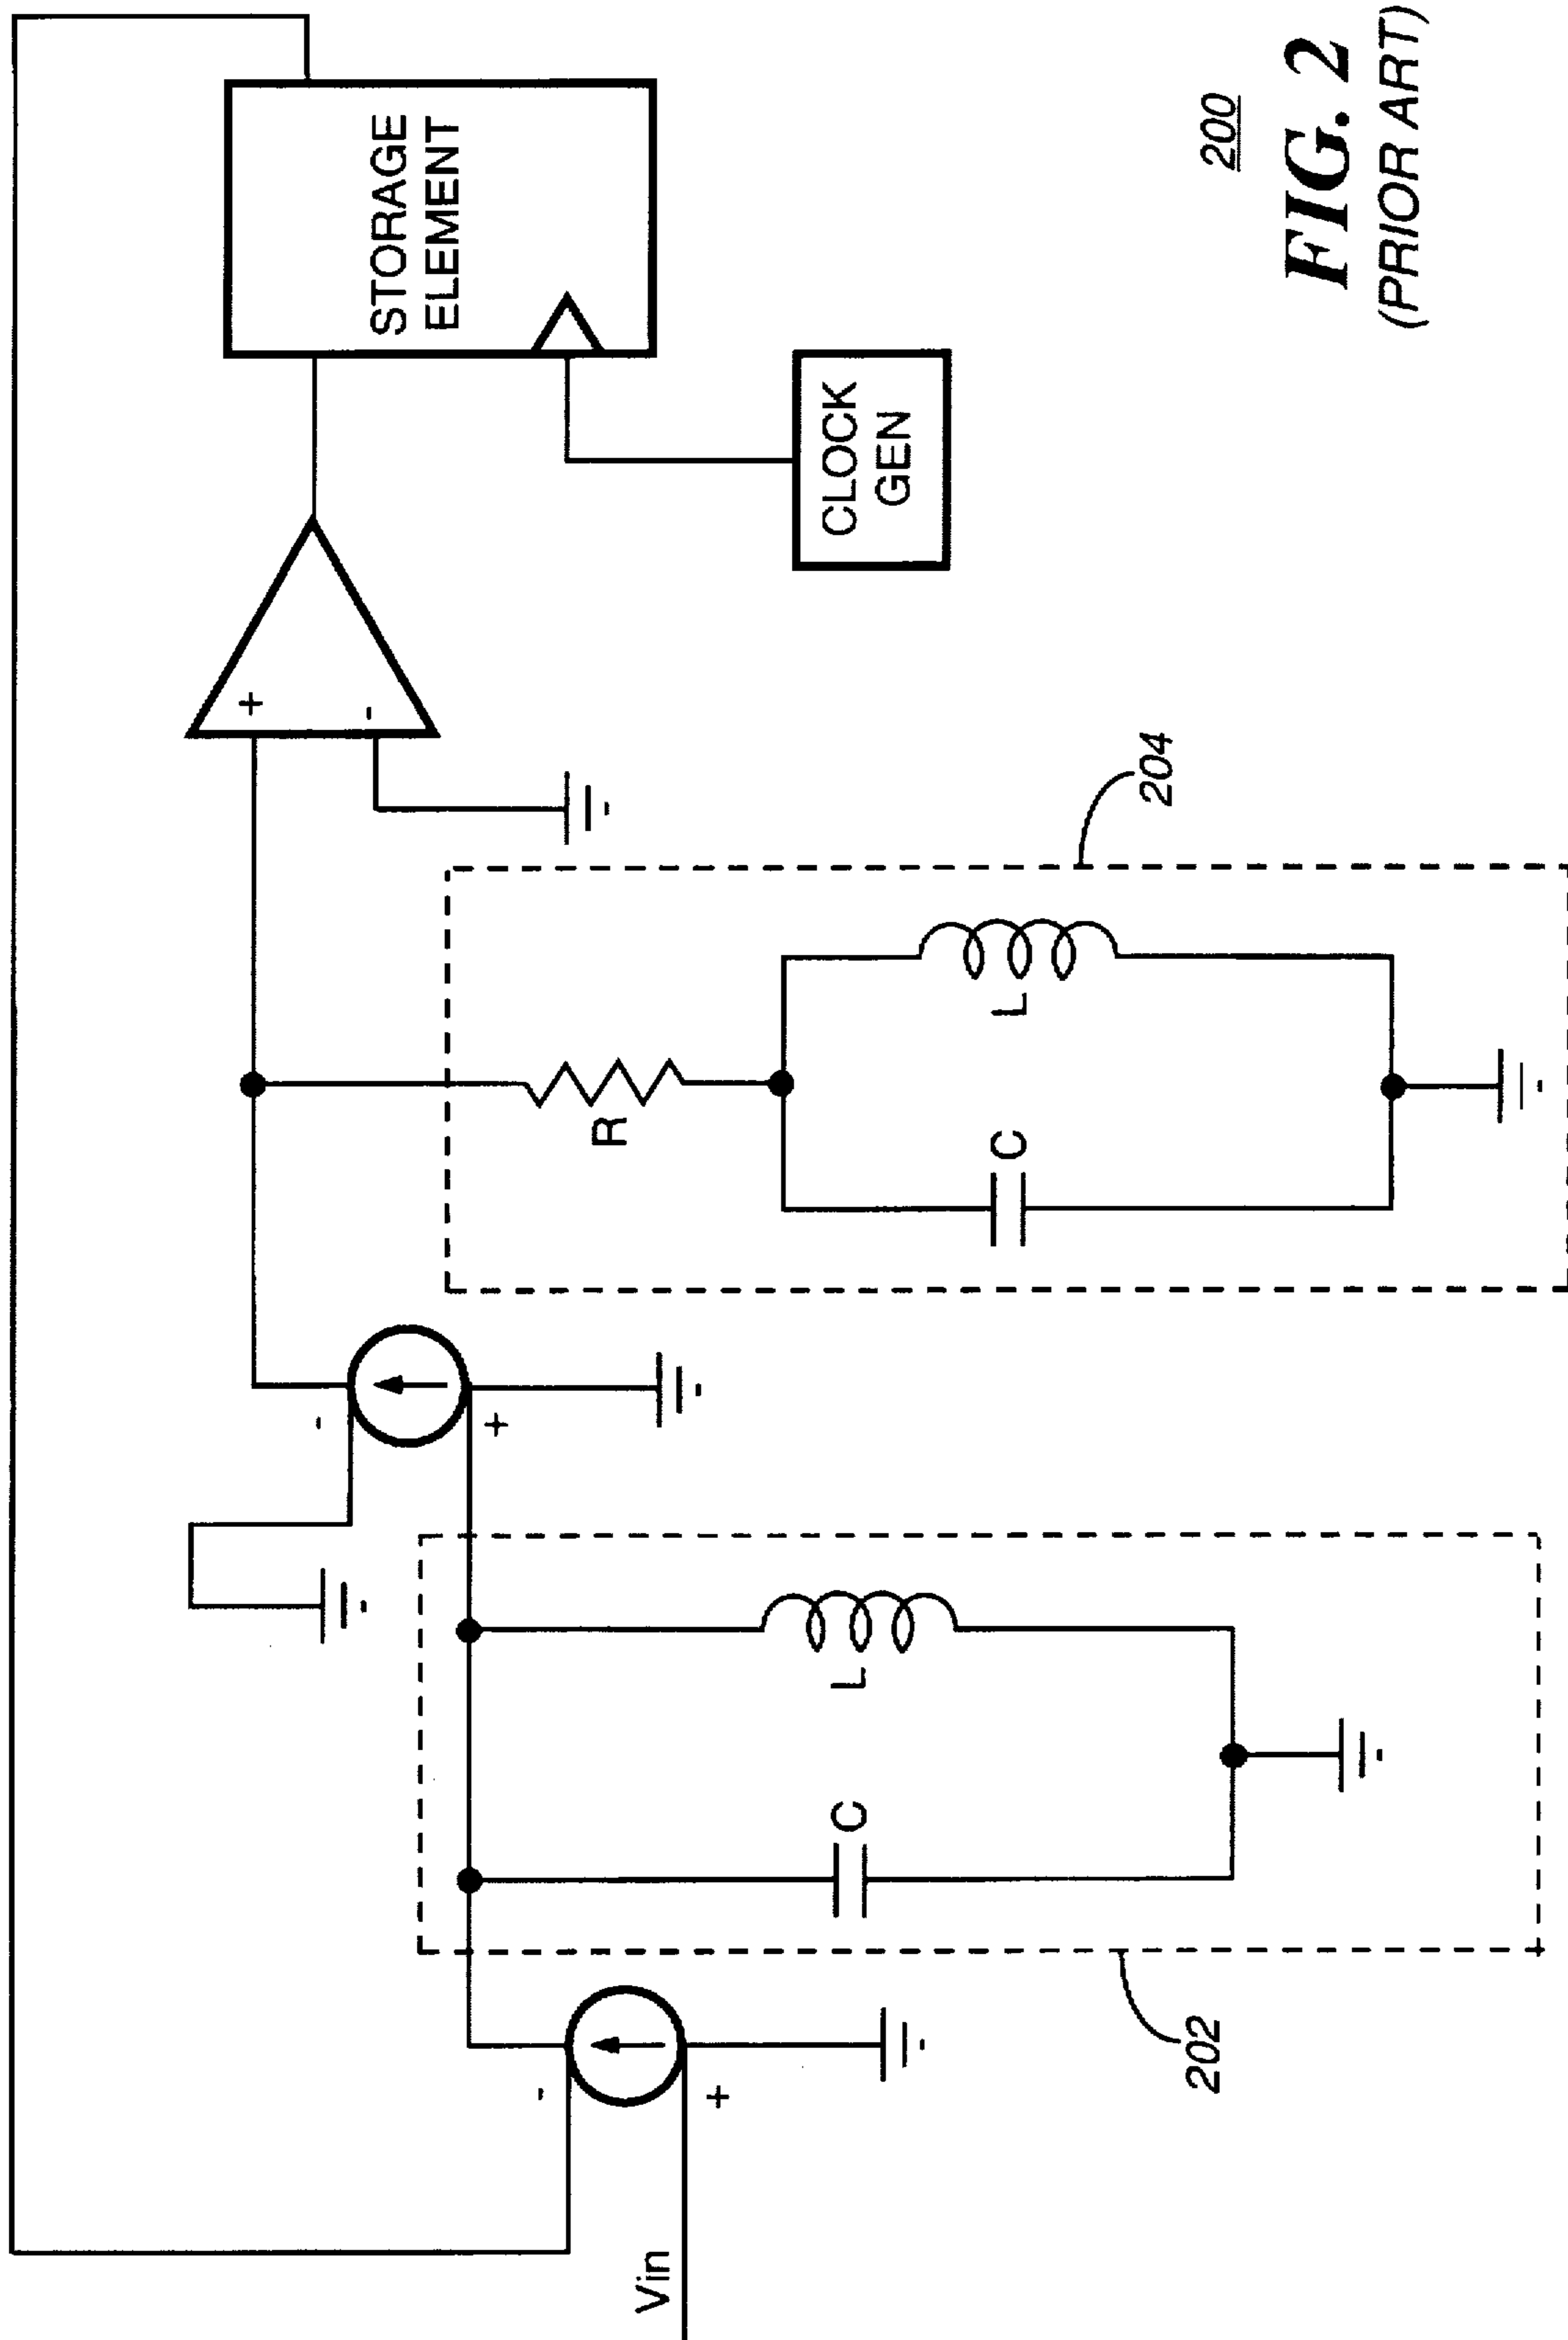 STORAGE
ELEMENT
+
-
CLOCK
GEN
-
+
R
C
L
204
-
+
Vin
C
L
202
200
FIG. 2
(PRIOR ART)